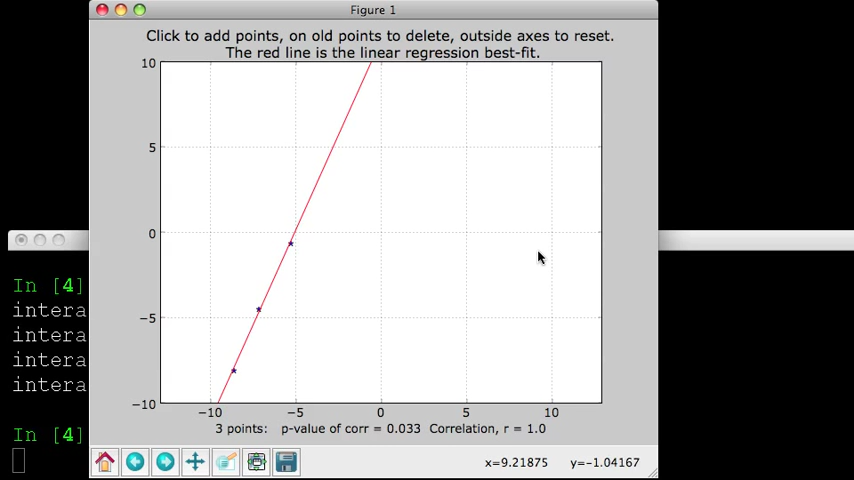 Figure 1
Click to add points, on old points to delete, outside axes to reset.
The red line is the linear regression best-fit.
10
5
0
−5
−10
−10 −5 0 5 10
3 points: p-value of corr = 0.033 Correlation, r = 1.0
x=9.21875 y=-1.04167
In [4]
intera
intera
intera
intera
In [4]